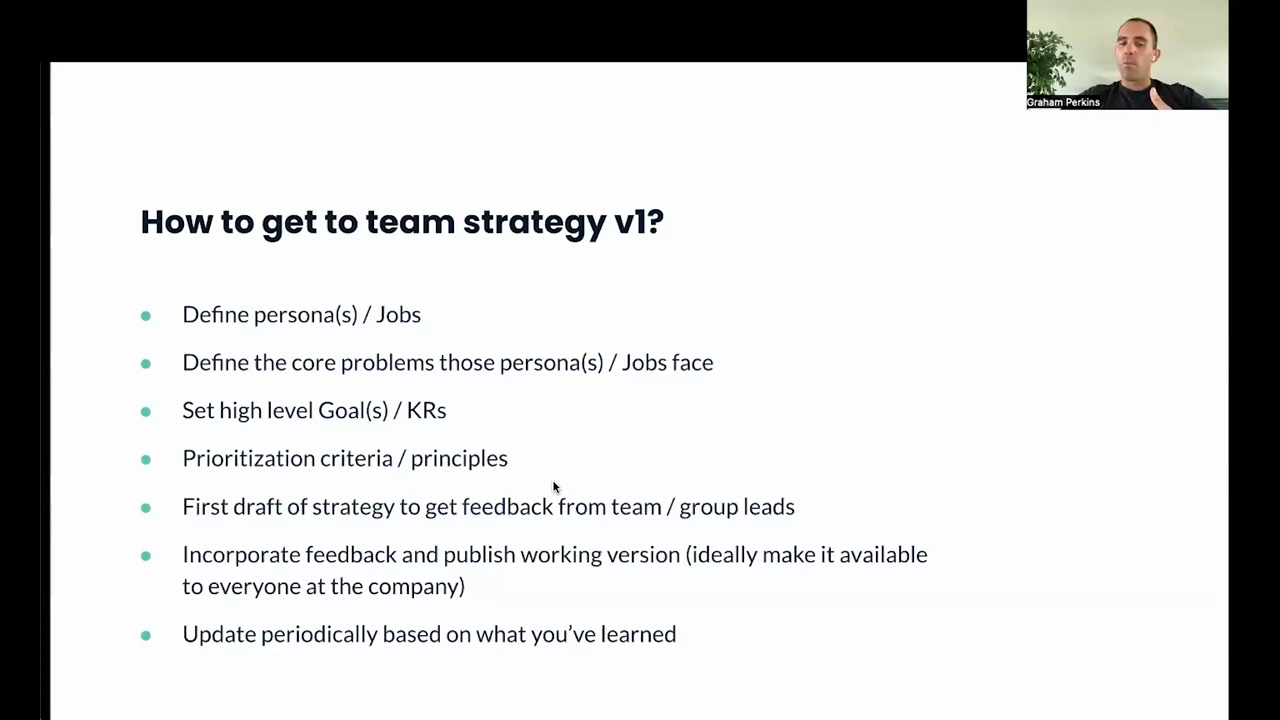 Graham Perkins
How to get to team strategy v1?
Define persona(s) / Jobs
Define the core problems those persona(s) / Jobs face
Set high level Goal(s) / KRs
Prioritization criteria / principles
First draft of strategy to get feedback from team / group leads
Incorporate feedback and publish working version (ideally make it available
to everyone at the company)
Update periodically based on what you’ve learned